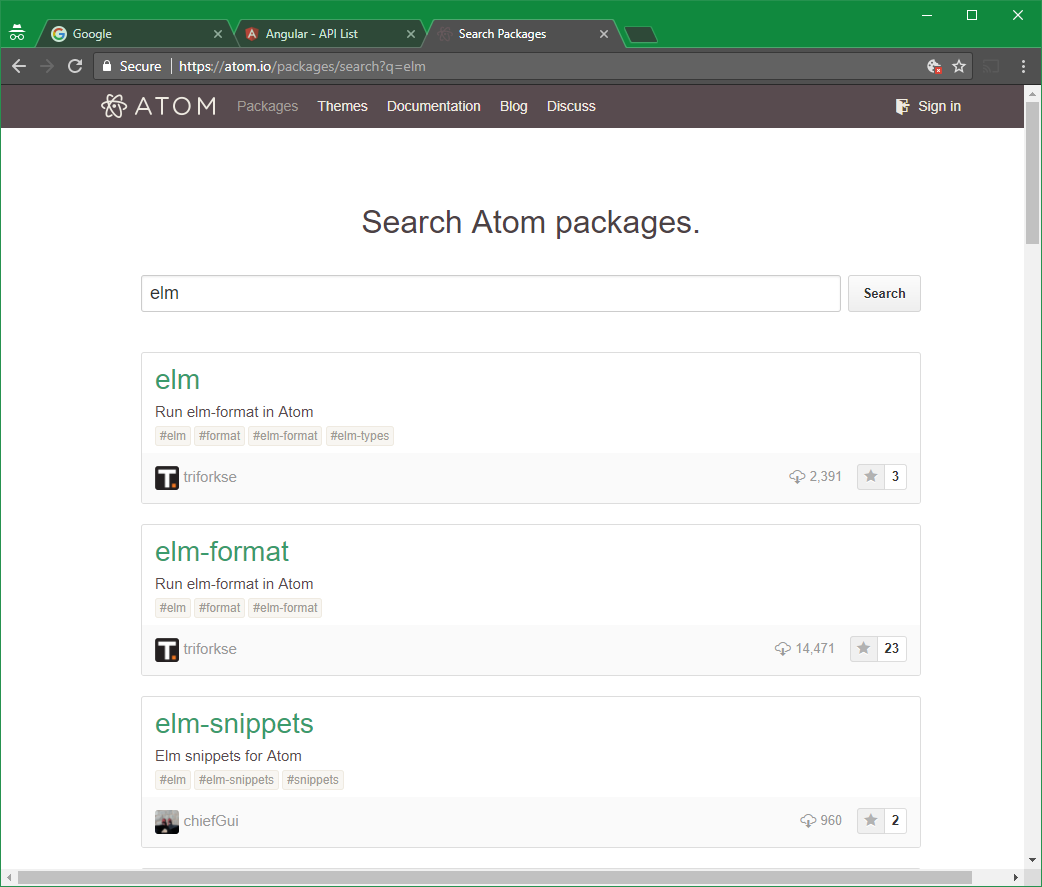 Google
Angular - API List
Search Packages
Secure
https://atom.io/packages/search?q=elm
ATOM
Packages
Themes
Documentation
Blog
Discuss
Sign in
Search Atom packages.
elm
Search
elm
Run elm-format in Atom
#elm #format #elm-format #elm-types
triforkse
2,391
3
elm-format
Run elm-format in Atom
#elm #format #elm-format
triforkse
14,471
23
elm-snippets
Elm snippets for Atom
#elm #elm-snippets #snippets
chiefGui
960
2